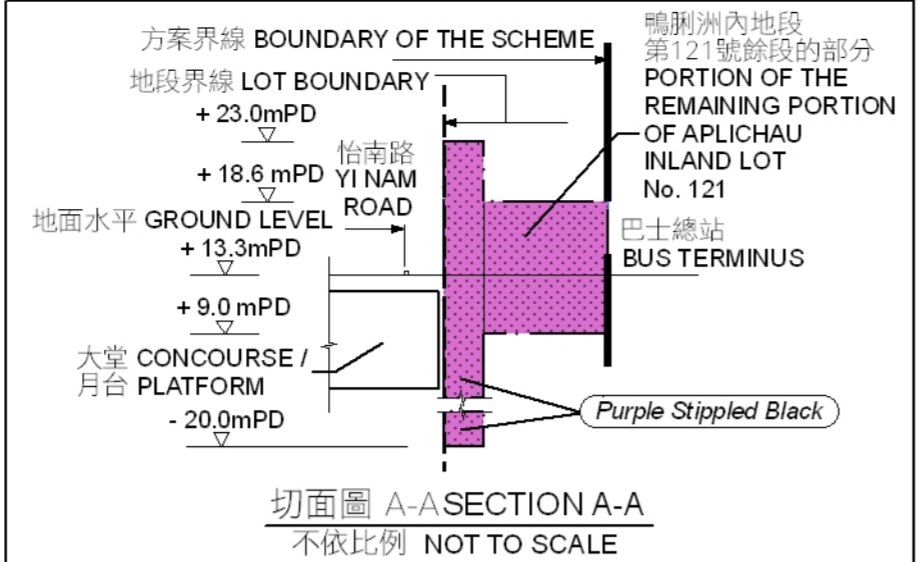 方案界線 BOUNDARY OF THE SCHEME
地段界線 LOT BOUNDARY
+ 23.0mPD
+ 18.6 mPD
地面水平 GROUND LEVEL
+ 13.3mPD
+ 9.0 mPD
大堂 CONCOURSE /
月台 PLATFORM
- 20.0mPD
怡南路
YI NAM
ROAD
鴨脷洲內地段
第121號餘段的部分
PORTION OF THE
REMAINING PORTION
OF APLICHAU
INLAND LOT
No. 121
巴士總站
BUS TERMINUS
Purple Stippled Black
切面圖 A-A SECTION A-A
不依比例 NOT TO SCALE